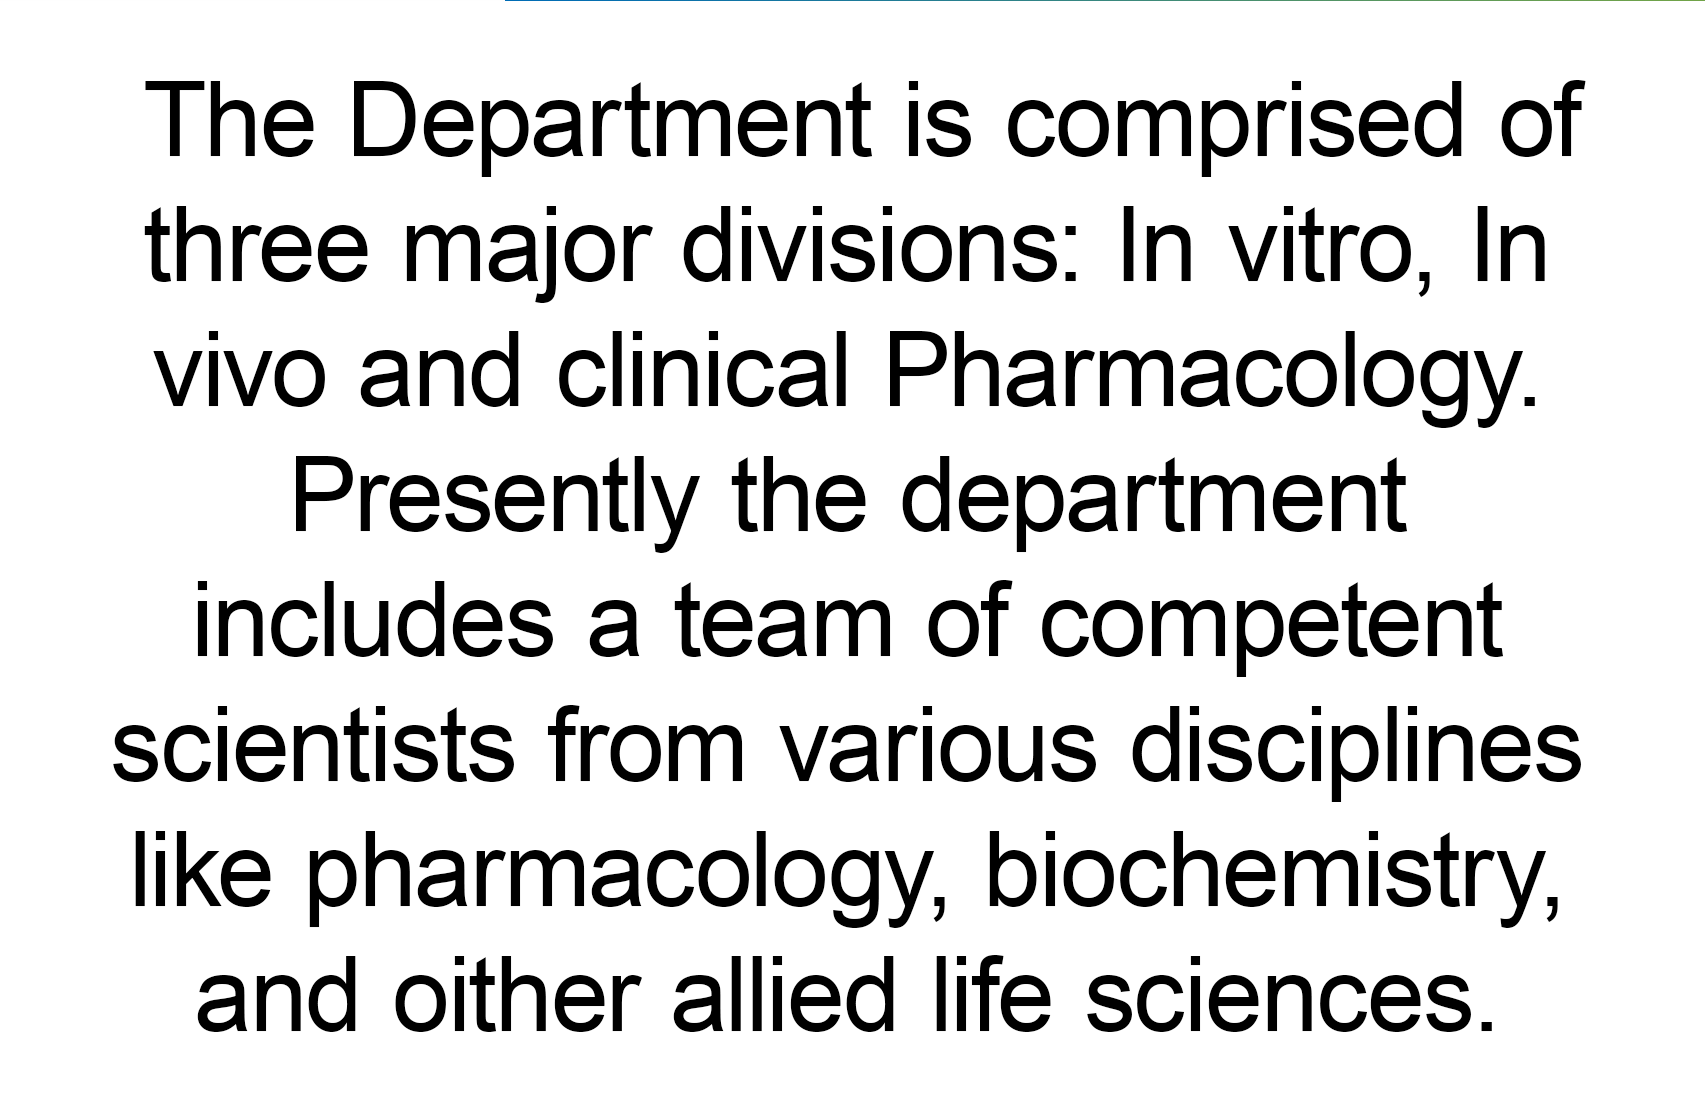 The Department is comprised of
three major divisions: In vitro, In
vivo and clinical Pharmacology.
Presently the department
includes a team of competent
scientists from various disciplines
like pharmacology, biochemistry,
and oither allied life sciences.